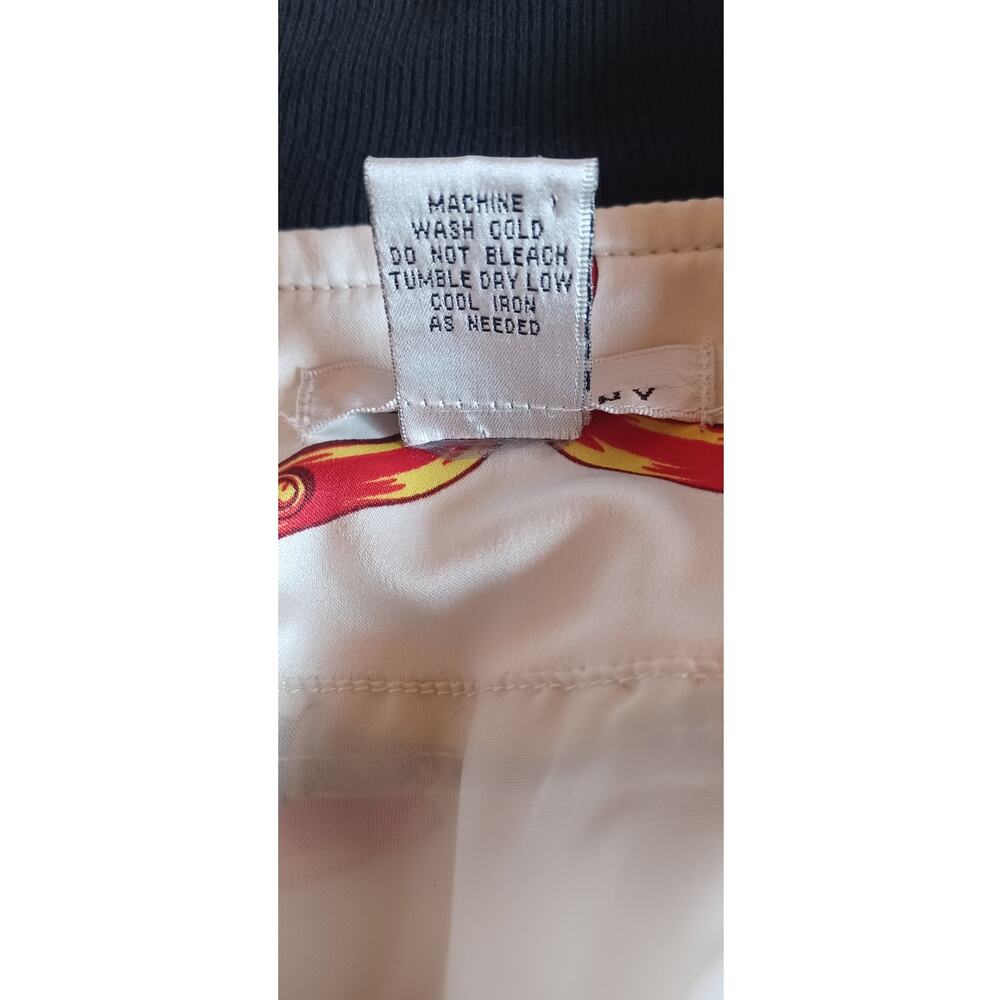 MACHINE
WASH COLD
DO NOT BLEACH
TUMBLE DRY LOW
COOL IRON
AS NEEDED